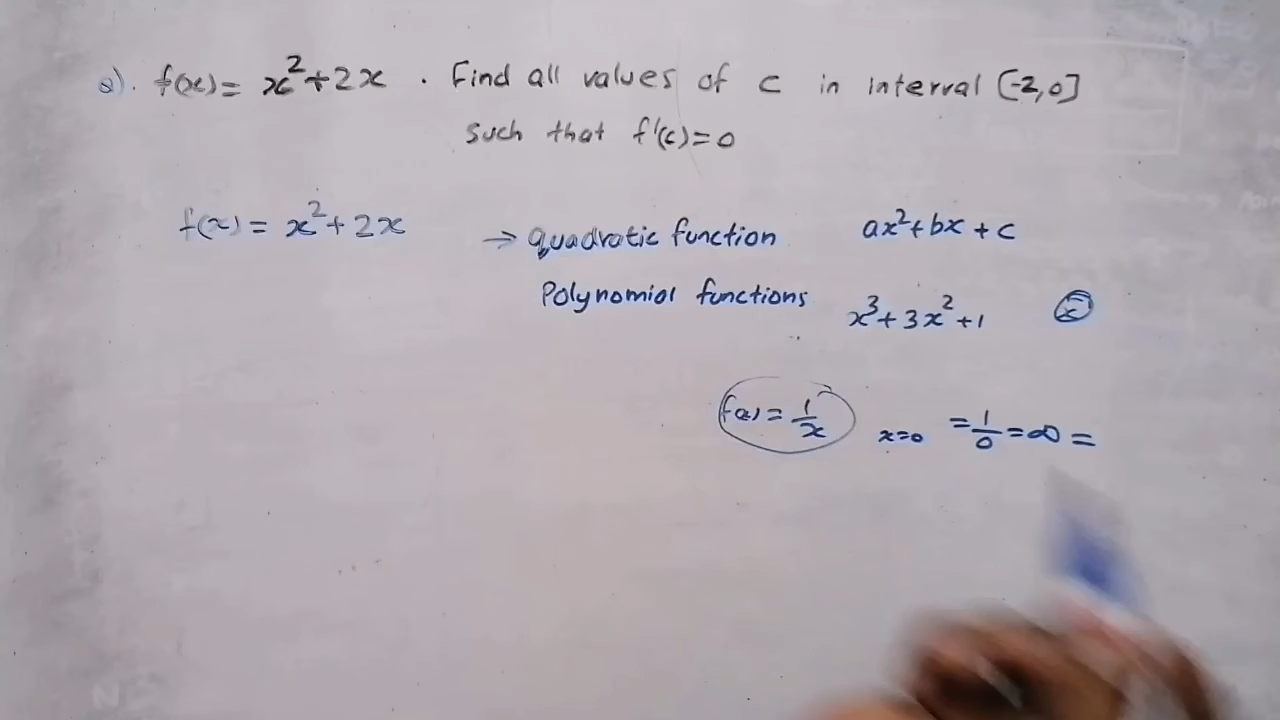 Q). f(x) = x²+2x . Find all values of c in interval [-2,0]
such that f'(c)=0
f(x) = x²+2x → quadratic function ax²+bx+c
Polynomial functions x³+3x²+1
f(x) = 1/x x=0 = 1/0 = ∞ =